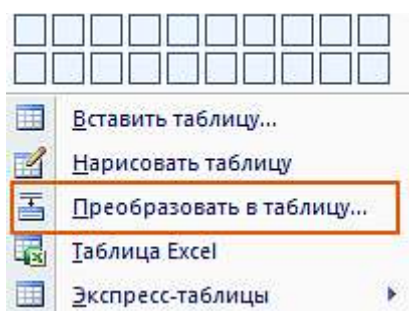 Вставить таблицу...
Нарисовать таблицу
Преобразовать в таблицу...
Таблица Excel
Экспресс-таблицы